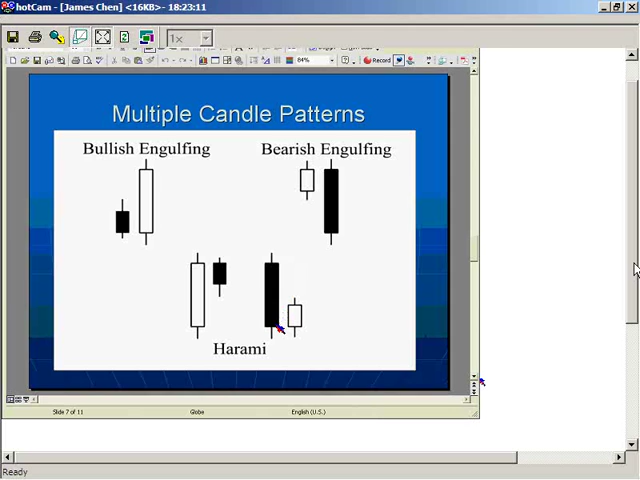 hotCam - [James Chen] <16KB> - 18:23:11
1×
84%
Record
Multiple Candle Patterns
Bullish Engulfing
Bearish Engulfing
Harami
Slide 7 of 11
Globe
English (U.S.)
Ready